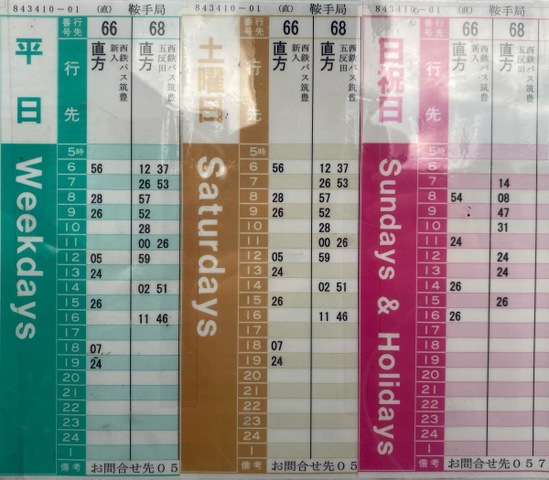 843410-01 (直) 鞍手局
平日
番号 行先 66 68
行先 直方 新入 西鉄バス筑豊 直方 五反田 西鉄バス筑豊
Weekdays
5時
6 56 12 37
7 26 53
8 28 57
9 26 52
10 28
11 00 26
12 05 59
13 24
14 02 51
15 26
16 11 46
17
18 07
19 24
20
21
22
23
24
1
備考 お問合せ先05
843410-01 (直) 鞍手局
土曜日
番号 行先 66 68
行先 直方 新入 西鉄バス筑豊 直方 五反田 西鉄バス筑豊
Saturdays
5時
6 56 12 37
7 26 53
8 28 57
9 26 52
10 28
11 00 26
12 05 59
13 24
14 02 51
15 26
16 11 46
17
18 07
19 24
20
21
22
23
24
1
備考 お問合せ先05
843410-01 (直) 鞍手局
日祝日
番号 行先 66 68
行先 直方 新入 西鉄バス筑豊 直方 五反田 西鉄バス筑豊
Sundays & Holidays
5時
6
7 14
8 54 08
9 47
10 31
11 24
12 24
13 24
14 26
15 26
16 26
17
18
19
20
21
22
23
24
1
備考 お問合せ先057